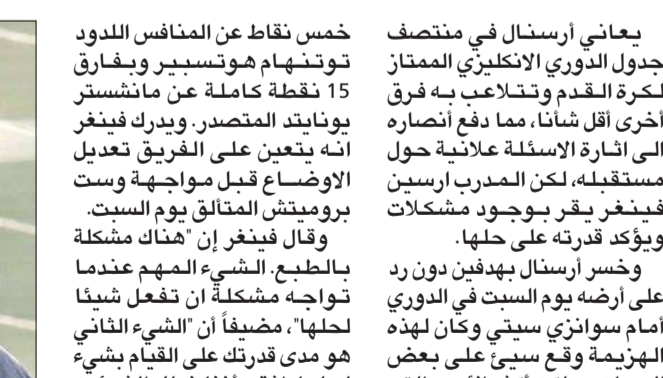 يعاني أرسنال في منتصف
جدول الدوري الانكليزي الممتاز
لكرة القدم وتتلاعب به فرق
أخرى أقل شأنا، مما دفع أنصاره
الى اثارة الاسئلة علانية حول
مستقبله، لكن المدرب ارسين
فينغر يقر بوجود مشكلات
ويؤكد قدرته على حلها.
وخسر أرسنال بهدفين دون رد
على أرضه يوم السبت في الدوري
أمام سوانزي سيتي وكان لهذه
الهزيمة وقع سيئ على بعض
خمس نقاط عن المنافس اللدود
توتنهام هوتسبير وبفارق
15 نقطة كاملة عن مانشستر
يونايتد المتصدر. ويدرك فينغر
انه يتعين على الفريق تعديل
الاوضاع قبل مواجهة وست
بروميتش المتألق يوم السبت.
وقال فينغر إن "هناك مشكلة
بالطبع. الشيء المهم عندما
تواجه مشكلة ان تفعل شيئا
لحلها"، مضيفاً أن "الشيء الثاني
هو مدى قدرتك على القيام بشيء